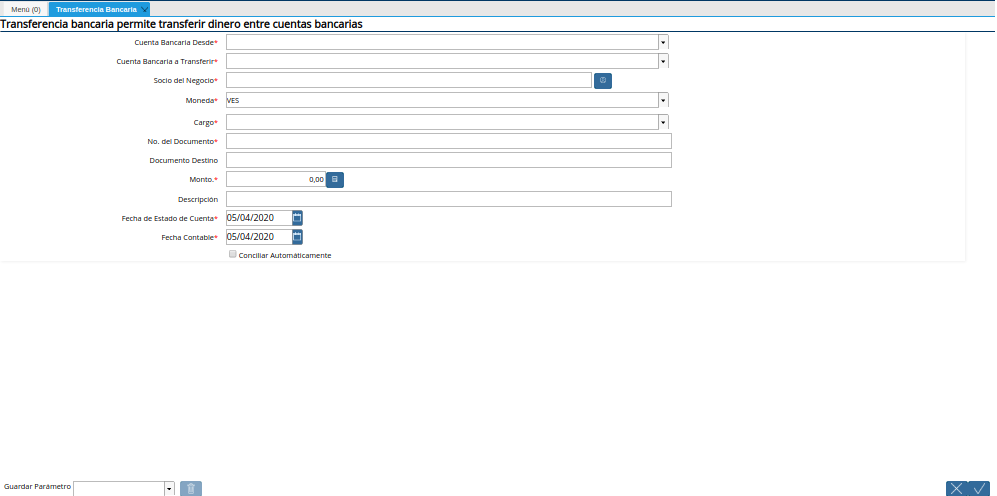 Menú (0) Transferencia Bancaria
Transferencia bancaria permite transferir dinero entre cuentas bancarias
Cuenta Bancaria Desde*
Cuenta Bancaria a Transferir*
Socio del Negocio*
Moneda* VES
Cargo*
No. del Documento*
Documento Destino
Monto.* 0,00
Descripción
Fecha de Estado de Cuenta* 05/04/2020
Fecha Contable* 05/04/2020
Conciliar Automáticamente
Guardar Parámetro